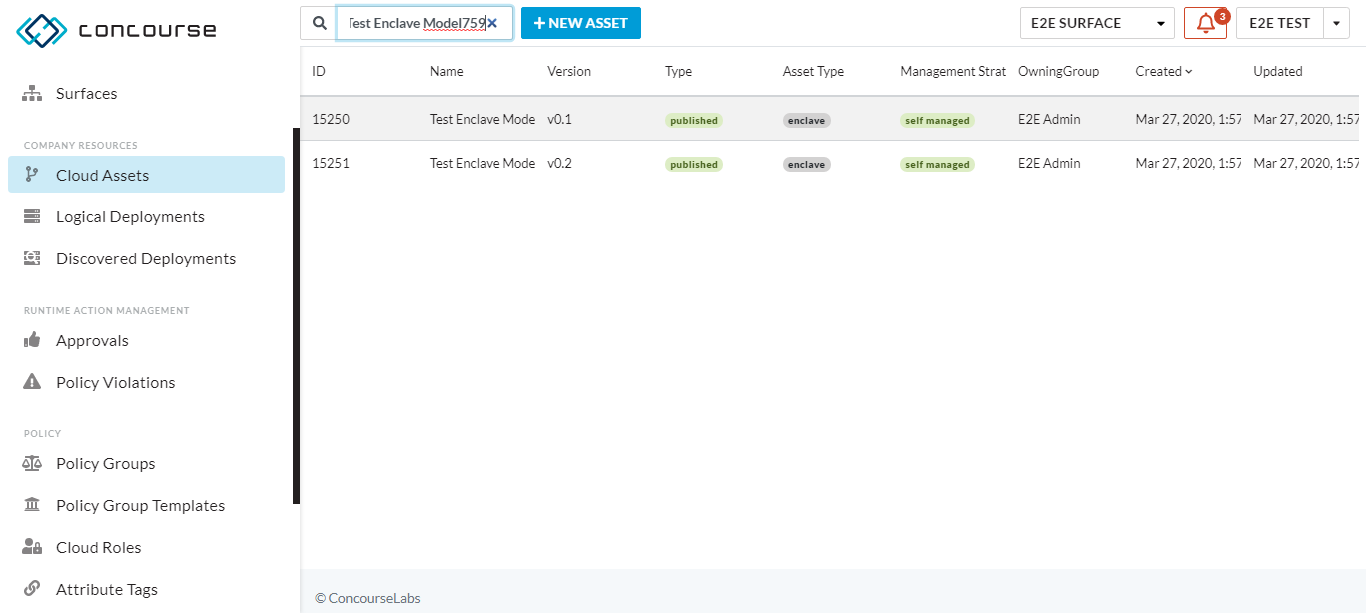 concourse
Test Enclave Model759
NEW ASSET
E2E SURFACE
3
E2E TEST
Surfaces
COMPANY RESOURCES
Cloud Assets
Logical Deployments
Discovered Deployments
RUNTIME ACTION MANAGEMENT
Approvals
Policy Violations
POLICY
Policy Groups
Policy Group Templates
Cloud Roles
Attribute Tags
ID Name Version Type Asset Type Management Strat OwningGroup Created Updated
15250 Test Enclave Mode v0.1 published enclave self managed E2E Admin Mar 27, 2020, 1:57 Mar 27, 2020, 1:57
15251 Test Enclave Mode v0.2 published enclave self managed E2E Admin Mar 27, 2020, 1:57 Mar 27, 2020, 1:57
© ConcourseLabs